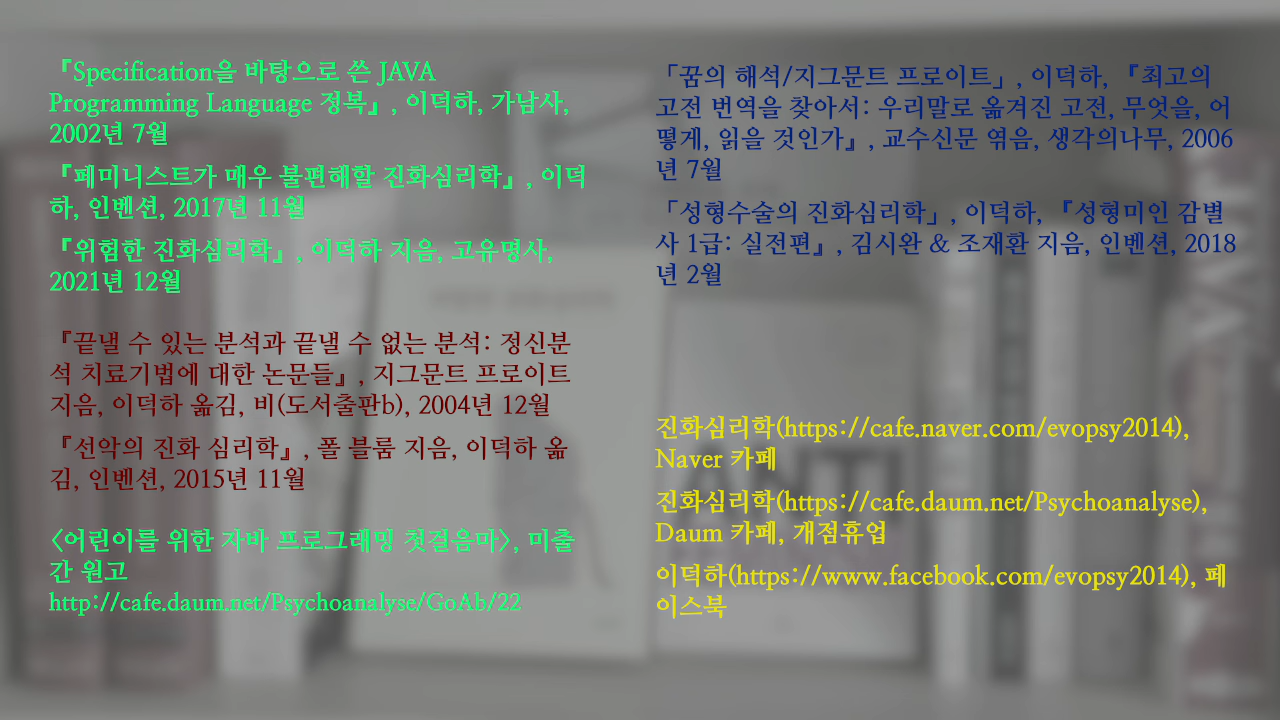 『Specification을 바탕으로 쓴 JAVA
Programming Language 정복』, 이덕하, 가남사,
2002년 7월
『페미니스트가 매우 불편해할 진화심리학』, 이덕
하, 인벤션, 2017년 11월
『위험한 진화심리학』, 이덕하 지음, 고유명사,
2021년 12월
『끝낼 수 있는 분석과 끝낼 수 없는 분석: 정신분
석 치료기법에 대한 논문들』, 지그문트 프로이트
지음, 이덕하 옮김, 비(도서출판b), 2004년 12월
『선악의 진화 심리학』, 폴 블룸 지음, 이덕하 옮
김, 인벤션, 2015년 11월
〈어린이를 위한 자바 프로그래밍 첫걸음마〉, 미출
간 원고
http://cafe.daum.net/Psychoanalyse/GoAb/22
「꿈의 해석/지그문트 프로이트」, 이덕하, 『최고의
고전 번역을 찾아서: 우리말로 옮겨진 고전, 무엇을, 어
떻게, 읽을 것인가』, 교수신문 엮음, 생각의나무, 2006
년 7월
「성형수술의 진화심리학」, 이덕하, 『성형미인 감별
사 1급: 실전편』, 김시완 & 조재환 지음, 인벤션, 2018
년 2월
진화심리학(https://cafe.naver.com/evopsy2014),
Naver 카페
진화심리학(https://cafe.daum.net/Psychoanalyse),
Daum 카페, 개점휴업
이덕하(https://www.facebook.com/evopsy2014), 페
이스북